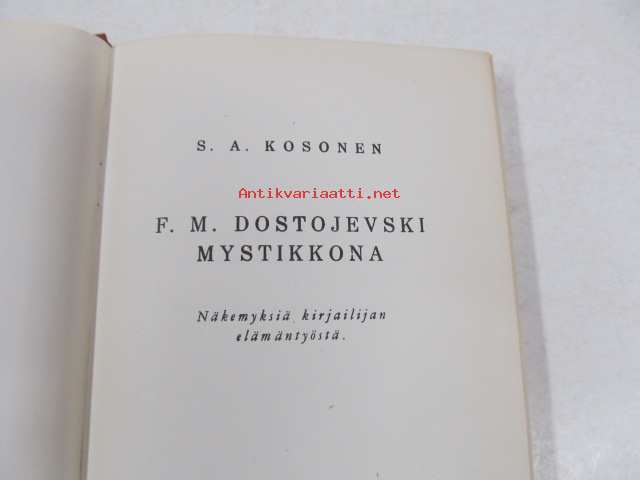 S. A. KOSONEN
Antikvariaatti.net
F. M. DOSTOJEVSKI
MYSTIKKONA
Näkemyksiä kirjailijan
elämäntyöstä.